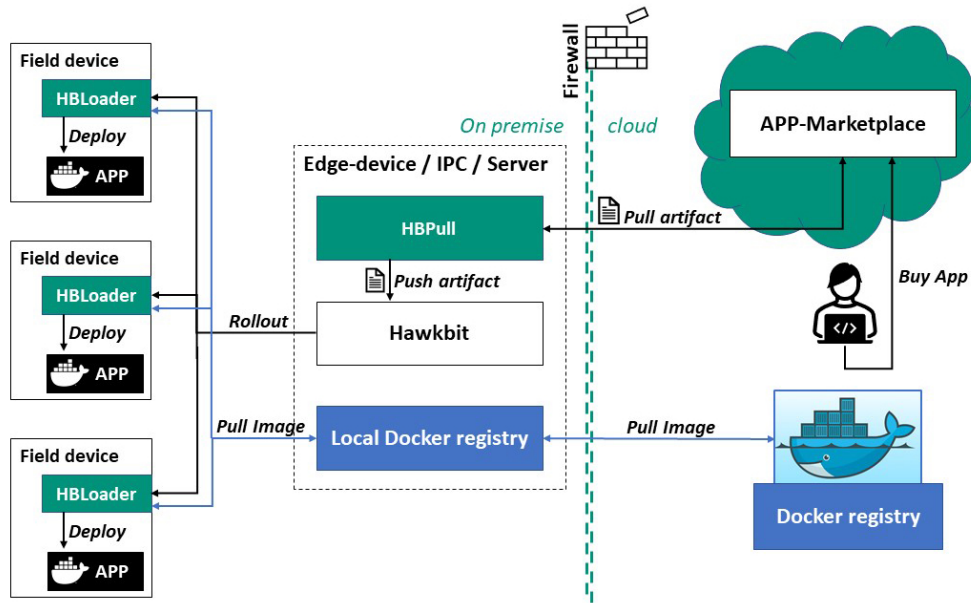 Field device
HBLoader
Deploy
APP
Field device
HBLoader
Deploy
APP
Field device
HBLoader
Deploy
APP
Rollout
Pull Image
On premise
Edge-device / IPC / Server
HBPull
Push artifact
Hawkbit
Local Docker registry
Firewall
cloud
Pull artifact
Pull Image
APP-Marketplace
Buy App
</>
Docker registry